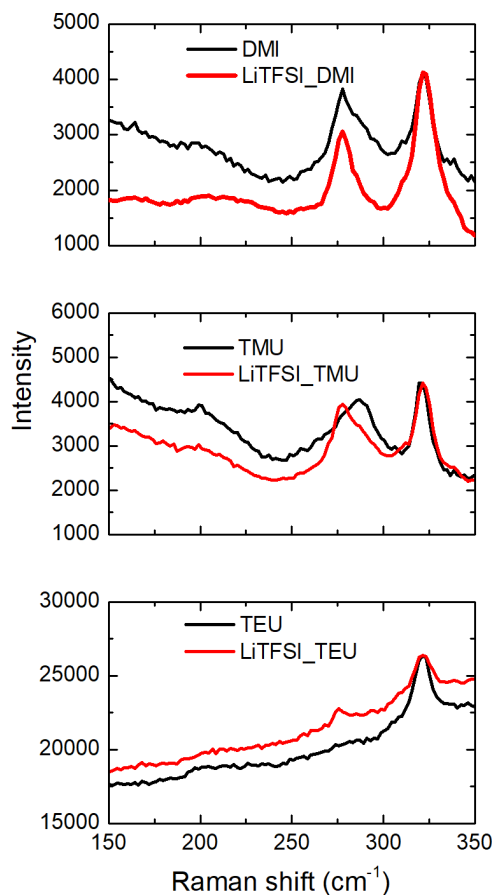 5000
4000
3000
2000
1000
DMI
LiTFSI_DMI
6000
5000
4000
3000
2000
1000
TMU
LiTFSI_TMU
Intensity
30000
25000
20000
15000
TEU
LiTFSI_TEU
150 200 250 300 350
Raman shift (cm⁻¹)